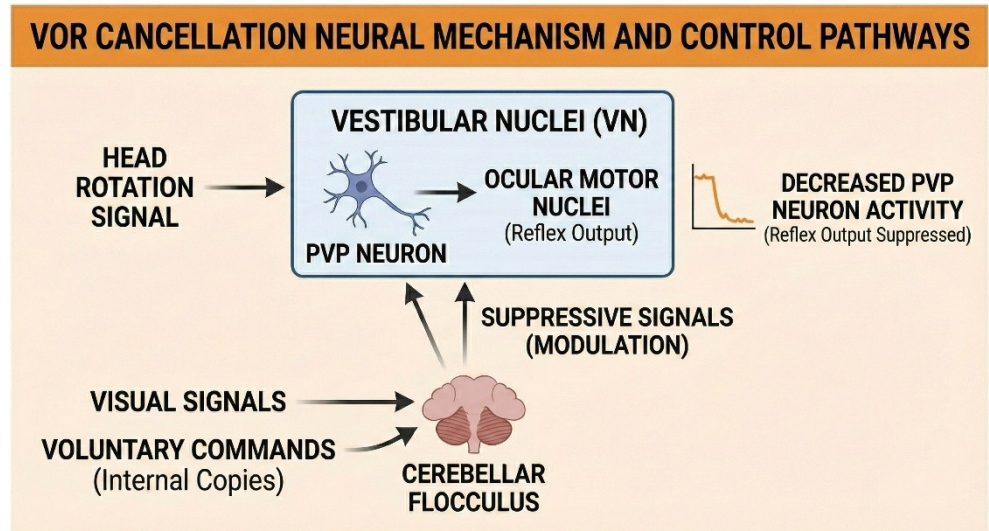 VOR CANCELLATION NEURAL MECHANISM AND CONTROL PATHWAYS
HEAD
ROTATION
SIGNAL
VESTIBULAR NUCLEI (VN)
PVP NEURON
OCULAR MOTOR
NUCLEI
(Reflex Output)
DECREASED PVP
NEURON ACTIVITY
(Reflex Output Suppressed)
SUPPRESSIVE SIGNALS
(MODULATION)
VISUAL SIGNALS
VOLUNTARY COMMANDS
(Internal Copies)
CEREBELLAR
FLOCCULUS